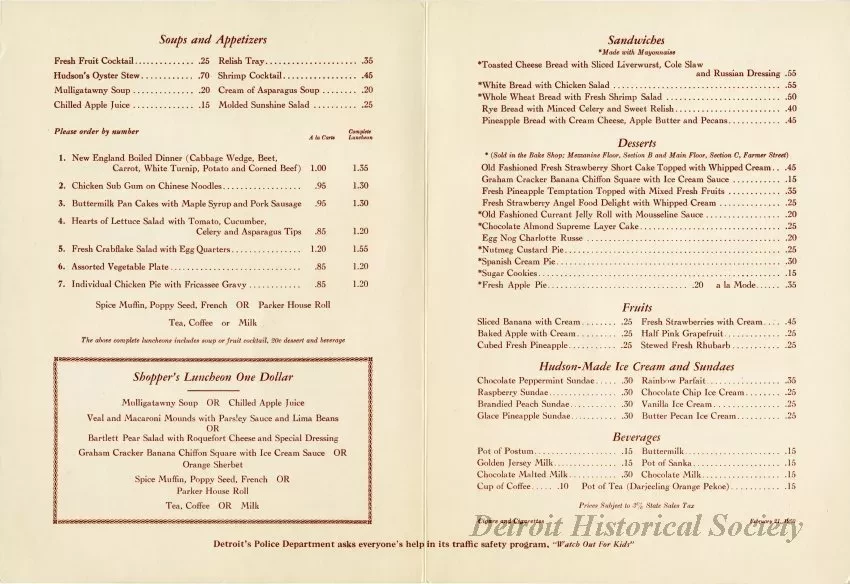 Soups and Appetizers
Fresh Fruit Cocktail .25 Relish Tray .35
Hudson's Oyster Stew .70 Shrimp Cocktail .45
Mulligatawny Soup .20 Cream of Asparagus Soup .20
Chilled Apple Juice .15 Molded Sunshine Salad .25
Please order by number A la Carte Complete Luncheon
1. New England Boiled Dinner (Cabbage Wedge, Beet,
Carrot, White Turnip, Potato and Corned Beef) 1.00 1.35
2. Chicken Sub Gum on Chinese Noodles .95 1.30
3. Buttermilk Pan Cakes with Maple Syrup and Pork Sausage .95 1.30
4. Hearts of Lettuce Salad with Tomato, Cucumber,
Celery and Asparagus Tips .85 1.20
5. Fresh Crabflake Salad with Egg Quarters 1.20 1.55
6. Assorted Vegetable Plate .85 1.20
7. Individual Chicken Pie with Fricassee Gravy .85 1.20
Spice Muffin, Poppy Seed, French OR Parker House Roll
Tea, Coffee or Milk
The above complete luncheons includes soup or fruit cocktail, 20c dessert and beverage
Shopper's Luncheon One Dollar
Mulligatawny Soup OR Chilled Apple Juice
Veal and Macaroni Mounds with Parsley Sauce and Lima Beans
OR
Bartlett Pear Salad with Roquefort Cheese and Special Dressing
Graham Cracker Banana Chiffon Square with Ice Cream Sauce OR
Orange Sherbet
Spice Muffin, Poppy Seed, French OR
Parker House Roll
Tea, Coffee OR Milk
Sandwiches
*Made with Mayonnaise
*Toasted Cheese Bread with Sliced Liverwurst, Cole Slaw
and Russian Dressing .55
*White Bread with Chicken Salad .55
*Whole Wheat Bread with Fresh Shrimp Salad .50
Rye Bread with Minced Celery and Sweet Relish .40
Pineapple Bread with Cream Cheese, Apple Butter and Pecans .45
Desserts
* (Sold in the Bake Shop; Mezzanine Floor, Section B and Main Floor, Section C, Farmer Street)
Old Fashioned Fresh Strawberry Short Cake Topped with Whipped Cream .45
Graham Cracker Banana Chiffon Square with Ice Cream Sauce .15
Fresh Pineapple Temptation Topped with Mixed Fresh Fruits .35
Fresh Strawberry Angel Food Delight with Whipped Cream .25
*Old Fashioned Currant Jelly Roll with Mousseline Sauce .20
*Chocolate Almond Supreme Layer Cake .25
Egg Nog Charlotte Russe .20
*Nutmeg Custard Pie .25
*Spanish Cream Pie .30
*Sugar Cookies .15
*Fresh Apple Pie .20 a la Mode .35
Fruits
Sliced Banana with Cream .25 Fresh Strawberries with Cream .45
Baked Apple with Cream .25 Half Pink Grapefruit .25
Cubed Fresh Pineapple .25 Stewed Fresh Rhubarb .25
Hudson-Made Ice Cream and Sundaes
Chocolate Peppermint Sundae .30 Rainbow Parfait .35
Raspberry Sundae .30 Chocolate Chip Ice Cream .25
Brandied Peach Sundae .30 Vanilla Ice Cream .25
Glace Pineapple Sundae .30 Butter Pecan Ice Cream .25
Beverages
Pot of Postum .15 Buttermilk .15
Golden Jersey Milk .15 Pot of Sanka .15
Chocolate Malted Milk .30 Chocolate Milk .15
Cup of Coffee .10 Pot of Tea (Darjeeling Orange Pekoe) .15
Prices Subject to 3% State Sales Tax
Cigars and Cigarettes February 21,
Detroit Historical Society
Detroit's Police Department asks everyone's help in its traffic safety program, "Watch Out For Kids"